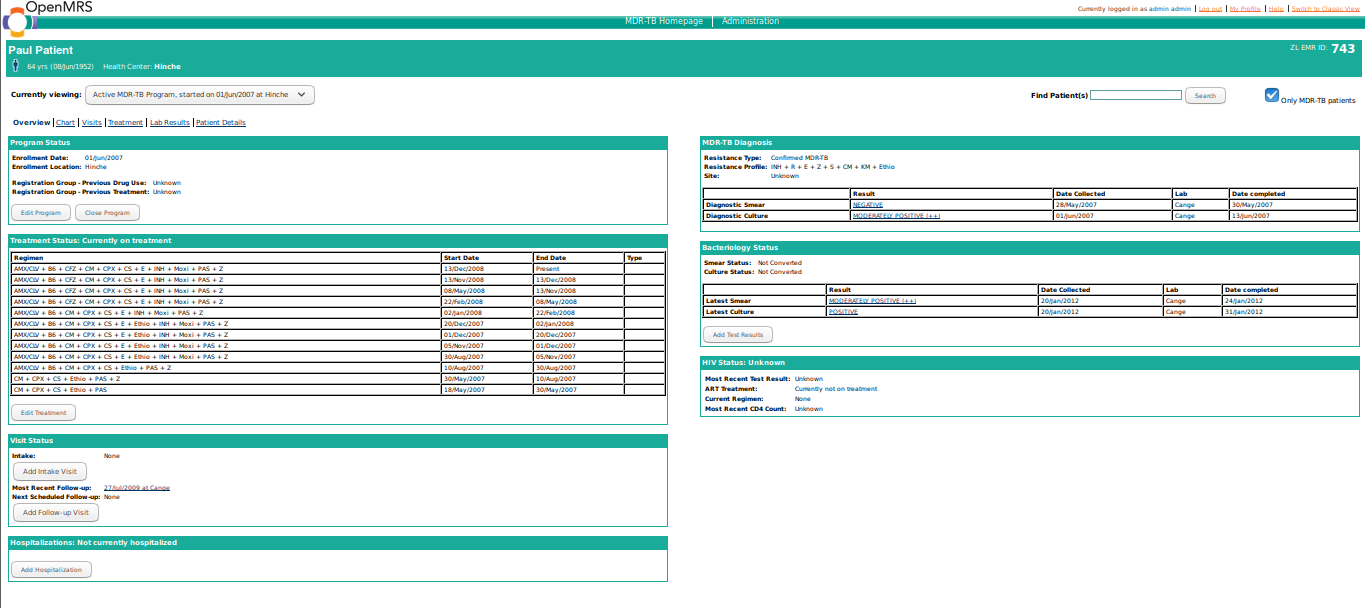 OpenMRS
Currently logged in as admin admin | Log out | My Profile | Help | Switch to Classic View
MDR-TB Homepage | Administration
Paul Patient
ZL EMR ID: 743
64 yrs (08/Jun/1952) Health Center: Hinche
Currently viewing: Active MDR-TB Program, started on 01/Jun/2007 at Hinche
Find Patient(s) Search Only MDR-TB patients
Overview | Chart | Visits | Treatment | Lab Results | Patient Details
Program Status
Enrollment Date: 01/Jun/2007
Enrollment Location: Hinche
Registration Group - Previous Drug Use: Unknown
Registration Group - Previous Treatment: Unknown
Edit Program Close Program
Treatment Status: Currently on treatment
Regimen Start Date End Date Type
AMX/CLV + B6 + CFZ + CM + CPX + CS + E + INH + Moxi + PAS + Z 13/Dec/2008 Present
AMX/CLV + B6 + CFZ + CM + CPX + CS + E + INH + Moxi + PAS + Z 13/Nov/2008 13/Dec/2008
AMX/CLV + B6 + CFZ + CM + CPX + CS + E + INH + Moxi + PAS + Z 08/May/2008 13/Nov/2008
AMX/CLV + B6 + CFZ + CM + CPX + CS + E + INH + Moxi + PAS + Z 22/Feb/2008 08/May/2008
AMX/CLV + B6 + CM + CPX + CS + E + INH + Moxi + PAS + Z 02/Jan/2008 22/Feb/2008
AMX/CLV + B6 + CM + CPX + CS + E + Ethio + INH + Moxi + PAS + Z 20/Dec/2007 02/Jan/2008
AMX/CLV + B6 + CM + CPX + CS + E + Ethio + INH + Moxi + PAS + Z 01/Dec/2007 20/Dec/2007
AMX/CLV + B6 + CM + CPX + CS + E + Ethio + INH + Moxi + PAS + Z 05/Nov/2007 01/Dec/2007
AMX/CLV + B6 + CM + CPX + CS + E + Ethio + INH + Moxi + PAS + Z 30/Aug/2007 05/Nov/2007
AMX/CLV + B6 + CM + CPX + CS + Ethio + PAS + Z 10/Aug/2007 30/Aug/2007
CM + CPX + CS + Ethio + PAS + Z 30/May/2007 10/Aug/2007
CM + CPX + CS + Ethio + PAS 18/May/2007 30/May/2007
Edit Treatment
Visit Status
Intake: None
Add Intake Visit
Most Recent Follow-up: 27/Jul/2009 at Cange
Next Scheduled Follow-up: None
Add Follow-up Visit
Hospitalizations: Not currently hospitalized
Add Hospitalization
MDR-TB Diagnosis
Resistance Type: Confirmed MDR-TB
Resistance Profile: INH + R + E + Z + S + CM + KM + Ethio
Site: Unknown
Result Date Collected Lab Date completed
Diagnostic Smear NEGATIVE 28/May/2007 Cange 30/May/2007
Diagnostic Culture MODERATELY POSITIVE (++) 01/Jun/2007 Cange 13/Jun/2007
Bacteriology Status
Smear Status: Not Converted
Culture Status: Not Converted
Result Date Collected Lab Date completed
Latest Smear MODERATELY POSITIVE (++) 20/Jan/2012 Cange 24/Jan/2012
Latest Culture POSITIVE 20/Jan/2012 Cange 31/Jan/2012
Add Test Results
HIV Status: Unknown
Most Recent Test Result: Unknown
ART Treatment: Currently not on treatment
Current Regimen: None
Most Recent CD4 Count: Unknown